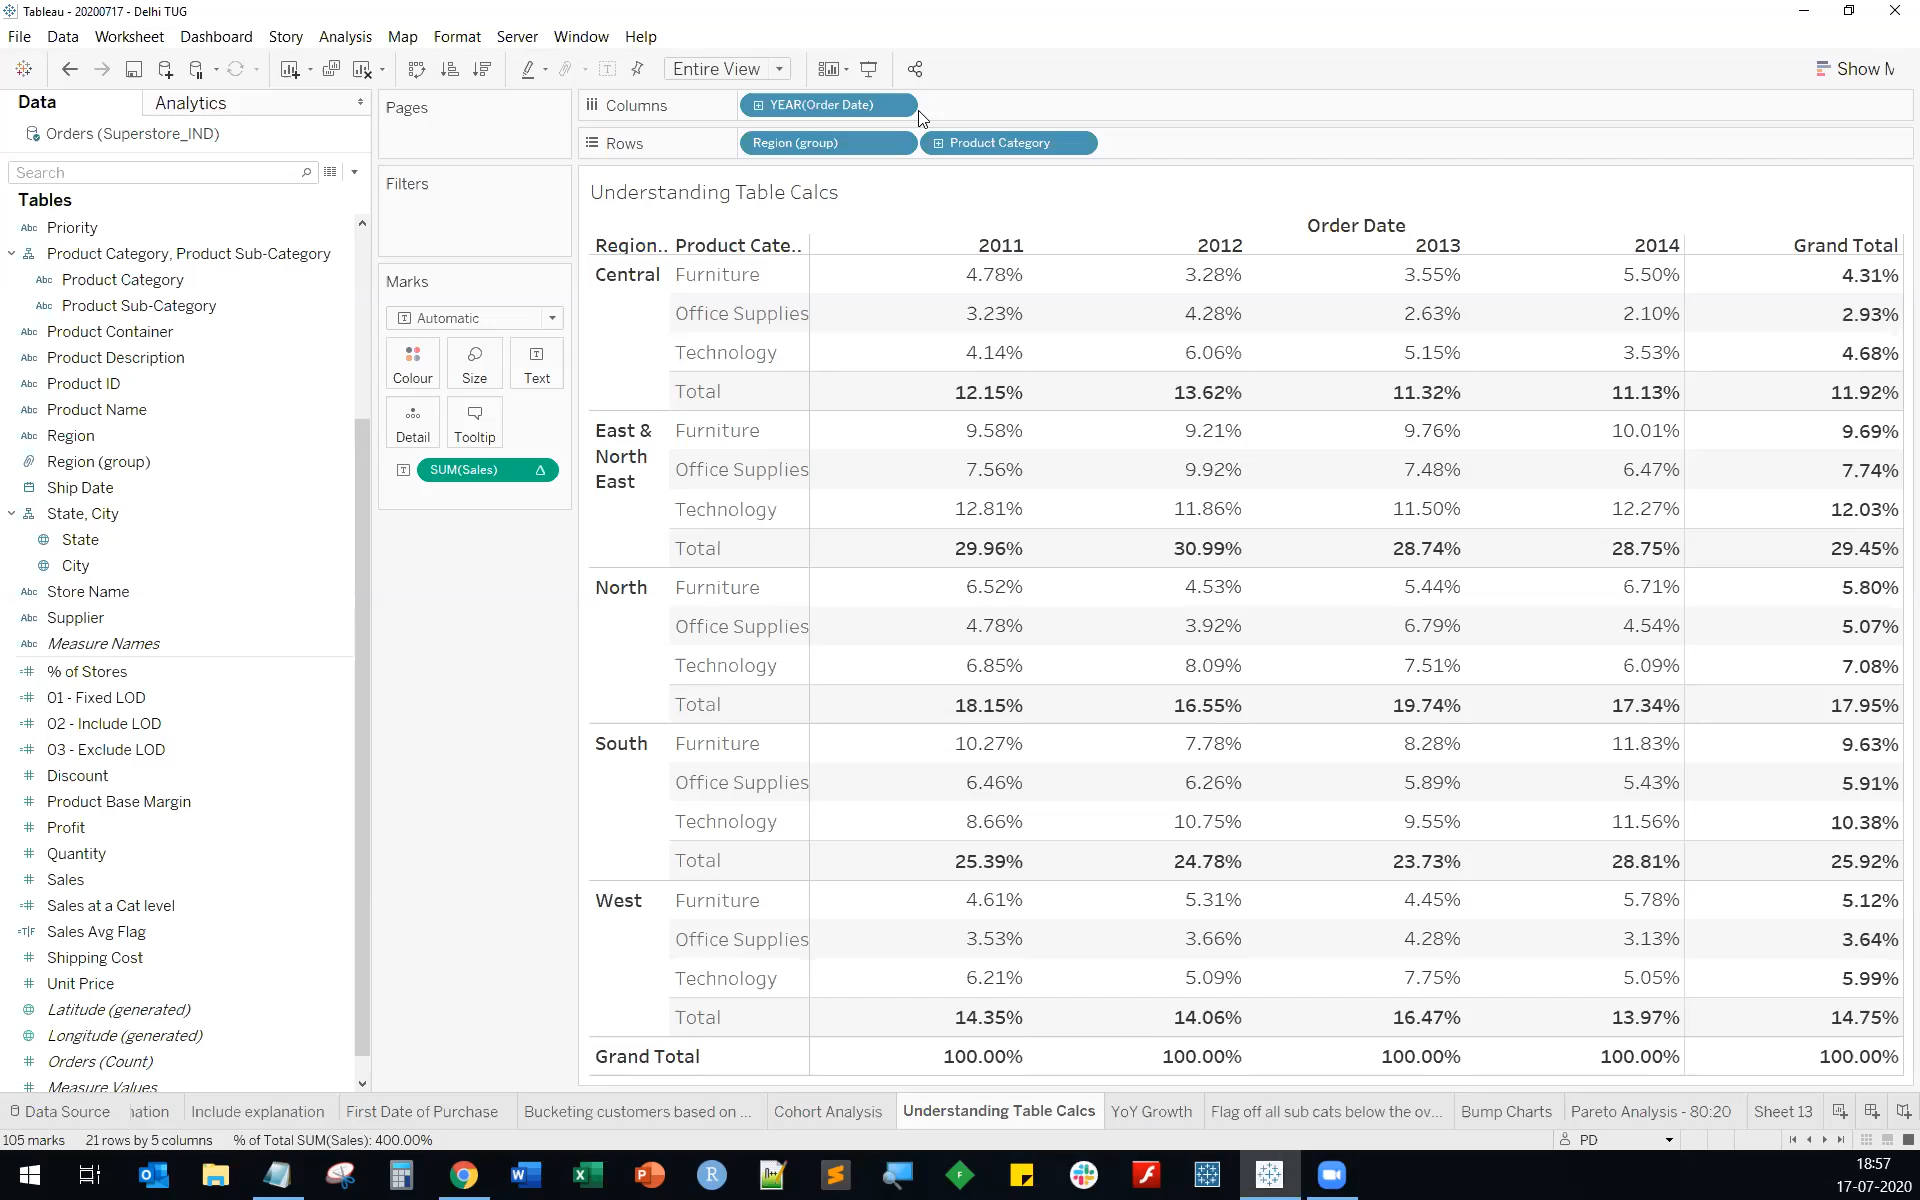 Tableau - 20200717 - Delhi TUG
File Data Worksheet Dashboard Story Analysis Map Format Server Window Help
Entire View
Show M
Data Analytics
Orders (Superstore_IND)
Search
Tables
Abc Priority
Product Category, Product Sub-Category
Abc Product Category
Abc Product Sub-Category
Abc Product Container
Abc Product Description
Abc Product ID
Abc Product Name
Abc Region
Region (group)
Ship Date
State, City
State
City
Abc Store Name
Abc Supplier
Abc Measure Names
=# % of Stores
=# 01 - Fixed LOD
=# 02 - Include LOD
=# 03 - Exclude LOD
# Discount
# Product Base Margin
# Profit
# Quantity
# Sales
=# Sales at a Cat level
=T|F Sales Avg Flag
# Shipping Cost
# Unit Price
Latitude (generated)
Longitude (generated)
# Orders (Count)
# Measure Values
Pages
Filters
Marks
Automatic
Colour Size Text
Detail Tooltip
SUM(Sales) Δ
Columns YEAR(Order Date)
Rows Region (group) Product Category
Understanding Table Calcs
Order Date
Region.. Product Cate.. 2011 2012 2013 2014 Grand Total
Central Furniture 4.78% 3.28% 3.55% 5.50% 4.31%
Office Supplies 3.23% 4.28% 2.63% 2.10% 2.93%
Technology 4.14% 6.06% 5.15% 3.53% 4.68%
Total 12.15% 13.62% 11.32% 11.13% 11.92%
East & North East Furniture 9.58% 9.21% 9.76% 10.01% 9.69%
Office Supplies 7.56% 9.92% 7.48% 6.47% 7.74%
Technology 12.81% 11.86% 11.50% 12.27% 12.03%
Total 29.96% 30.99% 28.74% 28.75% 29.45%
North Furniture 6.52% 4.53% 5.44% 6.71% 5.80%
Office Supplies 4.78% 3.92% 6.79% 4.54% 5.07%
Technology 6.85% 8.09% 7.51% 6.09% 7.08%
Total 18.15% 16.55% 19.74% 17.34% 17.95%
South Furniture 10.27% 7.78% 8.28% 11.83% 9.63%
Office Supplies 6.46% 6.26% 5.89% 5.43% 5.91%
Technology 8.66% 10.75% 9.55% 11.56% 10.38%
Total 25.39% 24.78% 23.73% 28.81% 25.92%
West Furniture 4.61% 5.31% 4.45% 5.78% 5.12%
Office Supplies 3.53% 3.66% 4.28% 3.13% 3.64%
Technology 6.21% 5.09% 7.75% 5.05% 5.99%
Total 14.35% 14.06% 16.47% 13.97% 14.75%
Grand Total 100.00% 100.00% 100.00% 100.00% 100.00%
Data Source nation Include explanation First Date of Purchase Bucketing customers based on ... Cohort Analysis Understanding Table Calcs YoY Growth Flag off all sub cats below the ov... Bump Charts Pareto Analysis - 80:20 Sheet 13
105 marks 21 rows by 5 columns % of Total SUM(Sales): 400.00% PD
18:57
17-07-2020